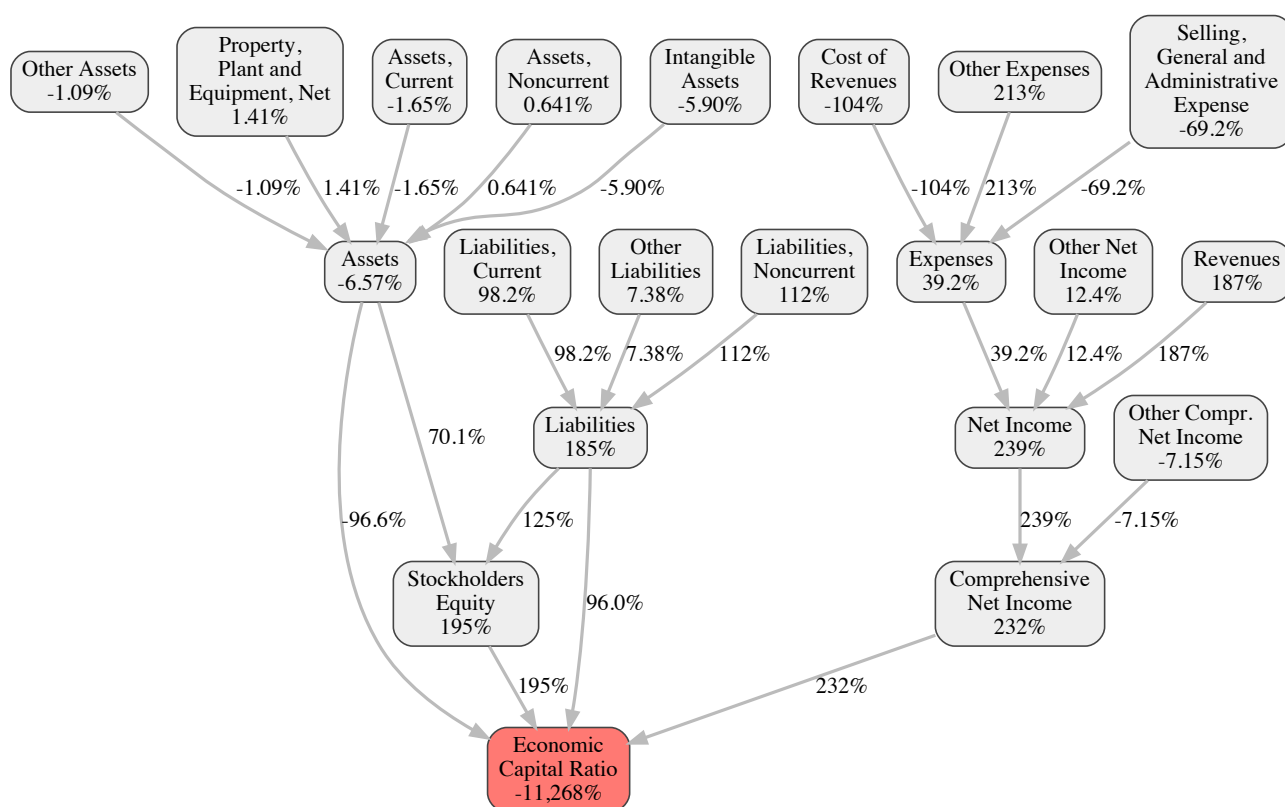 Other Assets
-1.09%
Property,
Plant and
Equipment, Net
1.41%
Assets,
Current
-1.65%
Assets,
Noncurrent
0.641%
Intangible
Assets
-5.90%
Cost of
Revenues
-104%
Other Expenses
213%
Selling,
General and
Administrative
Expense
-69.2%
-1.09%
1.41%
-1.65%
0.641%
-5.90%
-104%
213%
-69.2%
Assets
-6.57%
Liabilities,
Current
98.2%
Other
Liabilities
7.38%
Liabilities,
Noncurrent
112%
Expenses
39.2%
Other Net
Income
12.4%
Revenues
187%
98.2%
7.38%
112%
39.2%
12.4%
187%
70.1%
Liabilities
185%
Net Income
239%
Other Compr.
Net Income
-7.15%
-96.6%
125%
239%
-7.15%
Stockholders
Equity
195%
96.0%
Comprehensive
Net Income
232%
195%
232%
Economic
Capital Ratio
-11,268%